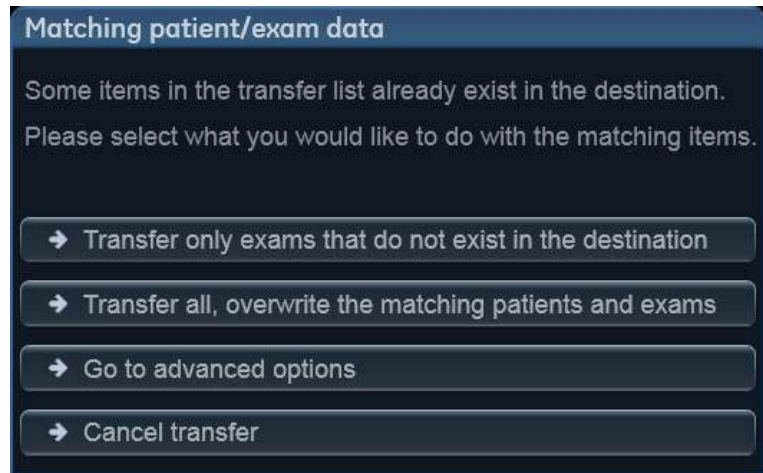 Matching patient/exam data
Some items in the transfer list already exist in the destination.
Please select what you would like to do with the matching items.
Transfer only exams that do not exist in the destination
Transfer all, overwrite the matching patients and exams
Go to advanced options
Cancel transfer